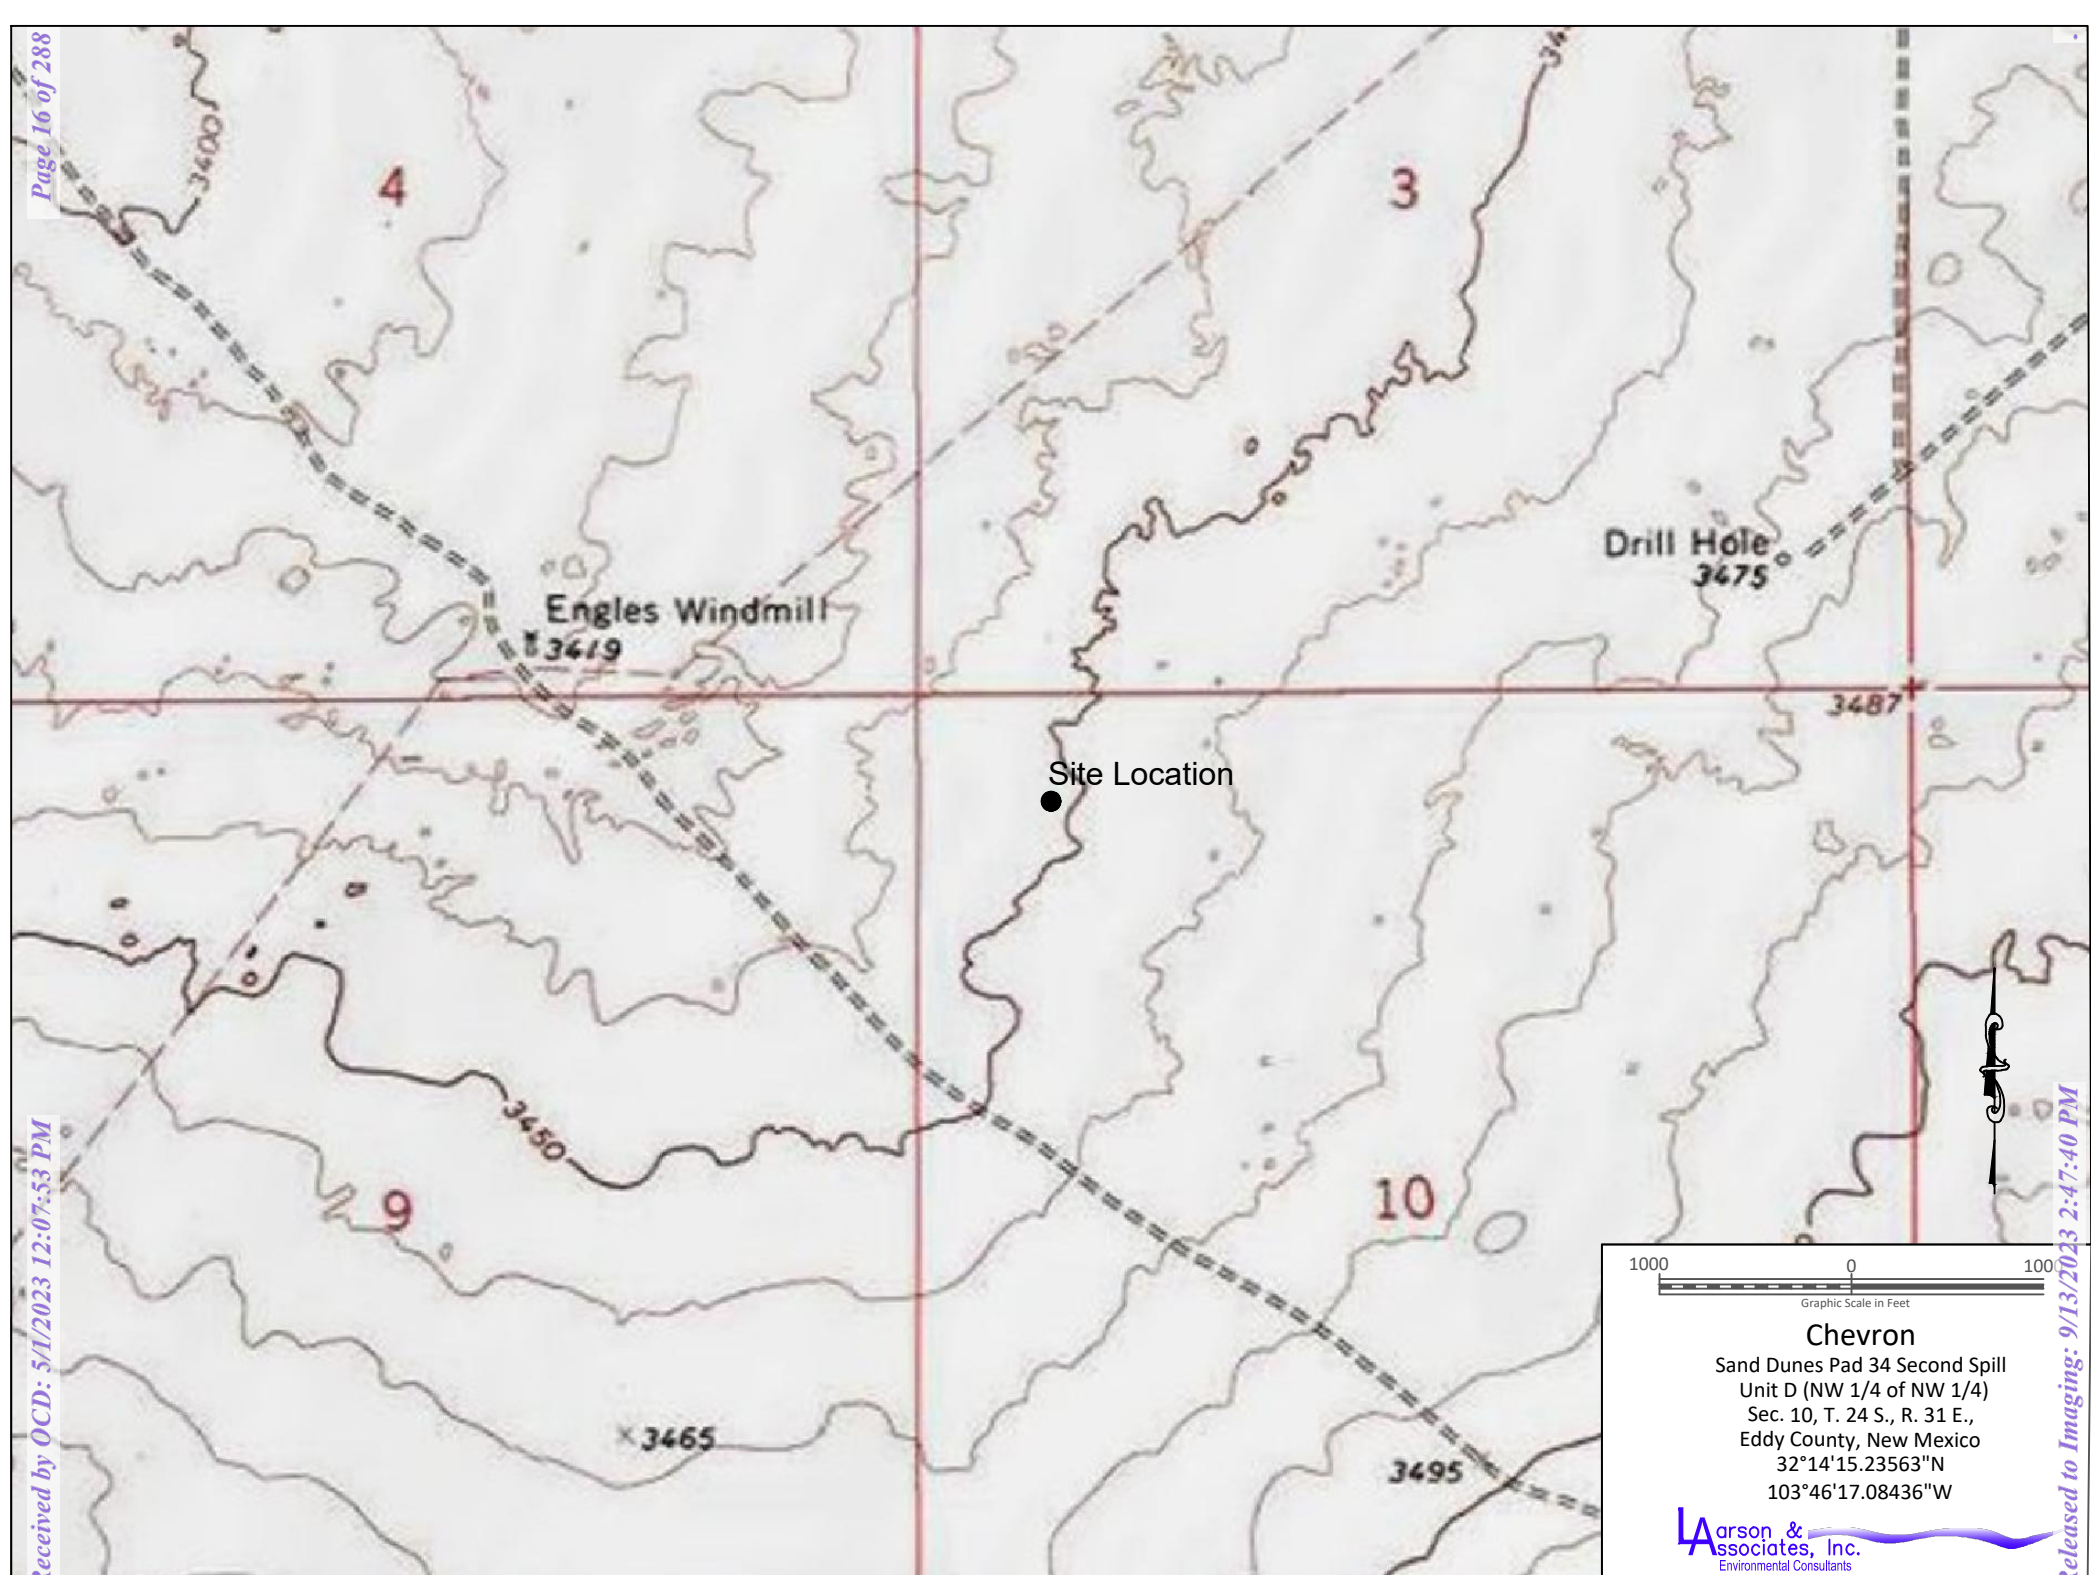 Page 16 of 288
Received by OCD: 5/1/2023 12:07:53 PM
Released to Imaging: 9/13/2023 2:47:40 PM
3400
4
3
Drill Hole
3475
Engles Windmill
3419
3487
Site Location
3450
9
10
3465
3495
1000 0 1000
Graphic Scale in Feet
Chevron
Sand Dunes Pad 34 Second Spill
Unit D (NW 1/4 of NW 1/4)
Sec. 10, T. 24 S., R. 31 E.,
Eddy County, New Mexico
32°14'15.23563"N
103°46'17.08436"W
Larson &
Associates, Inc.
Environmental Consultants